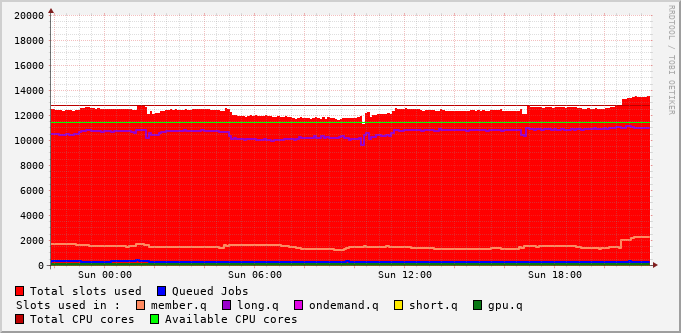 20000
18000
16000
14000
12000
10000
8000
6000
4000
2000
0
Sun 00:00 Sun 06:00 Sun 12:00 Sun 18:00
RRDTOOL / TOBI OETIKER
Total slots used Queued Jobs
Slots used in : member.q long.q ondemand.q short.q gpu.q
Total CPU cores Available CPU cores